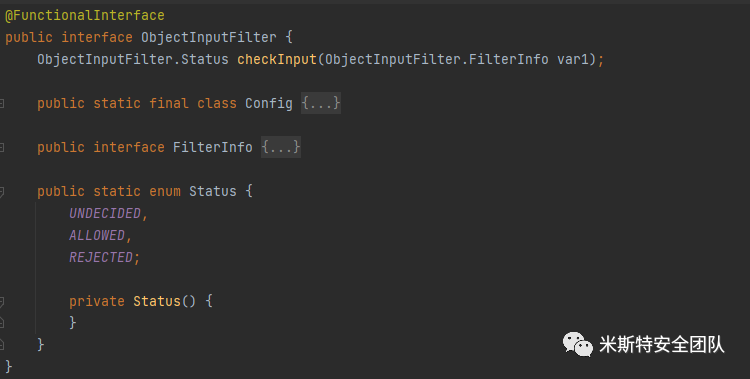 @FunctionalInterface
public interface ObjectInputFilter {
    ObjectInputFilter.Status checkInput(ObjectInputFilter.FilterInfo var1);
    public static final class Config {...}
    public interface FilterInfo {...}
    public static enum Status {
        UNDECIDED,
        ALLOWED,
        REJECTED;
        private Status() {
        }
    }
}
米斯特安全团队